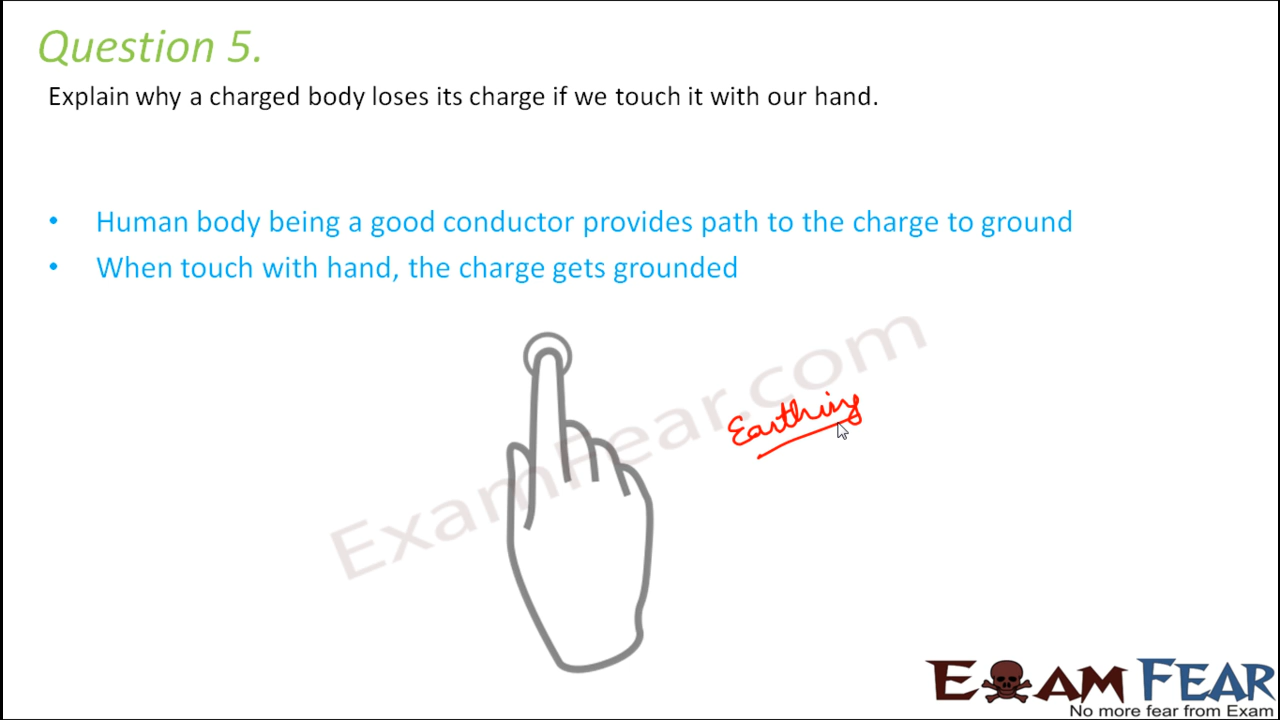 Question 5.
Explain why a charged body loses its charge if we touch it with our hand.
• Human body being a good conductor provides path to the charge to ground
• When touch with hand, the charge gets grounded
ExamFear.com
Earthing
EXAM FEAR
No more fear from Exam